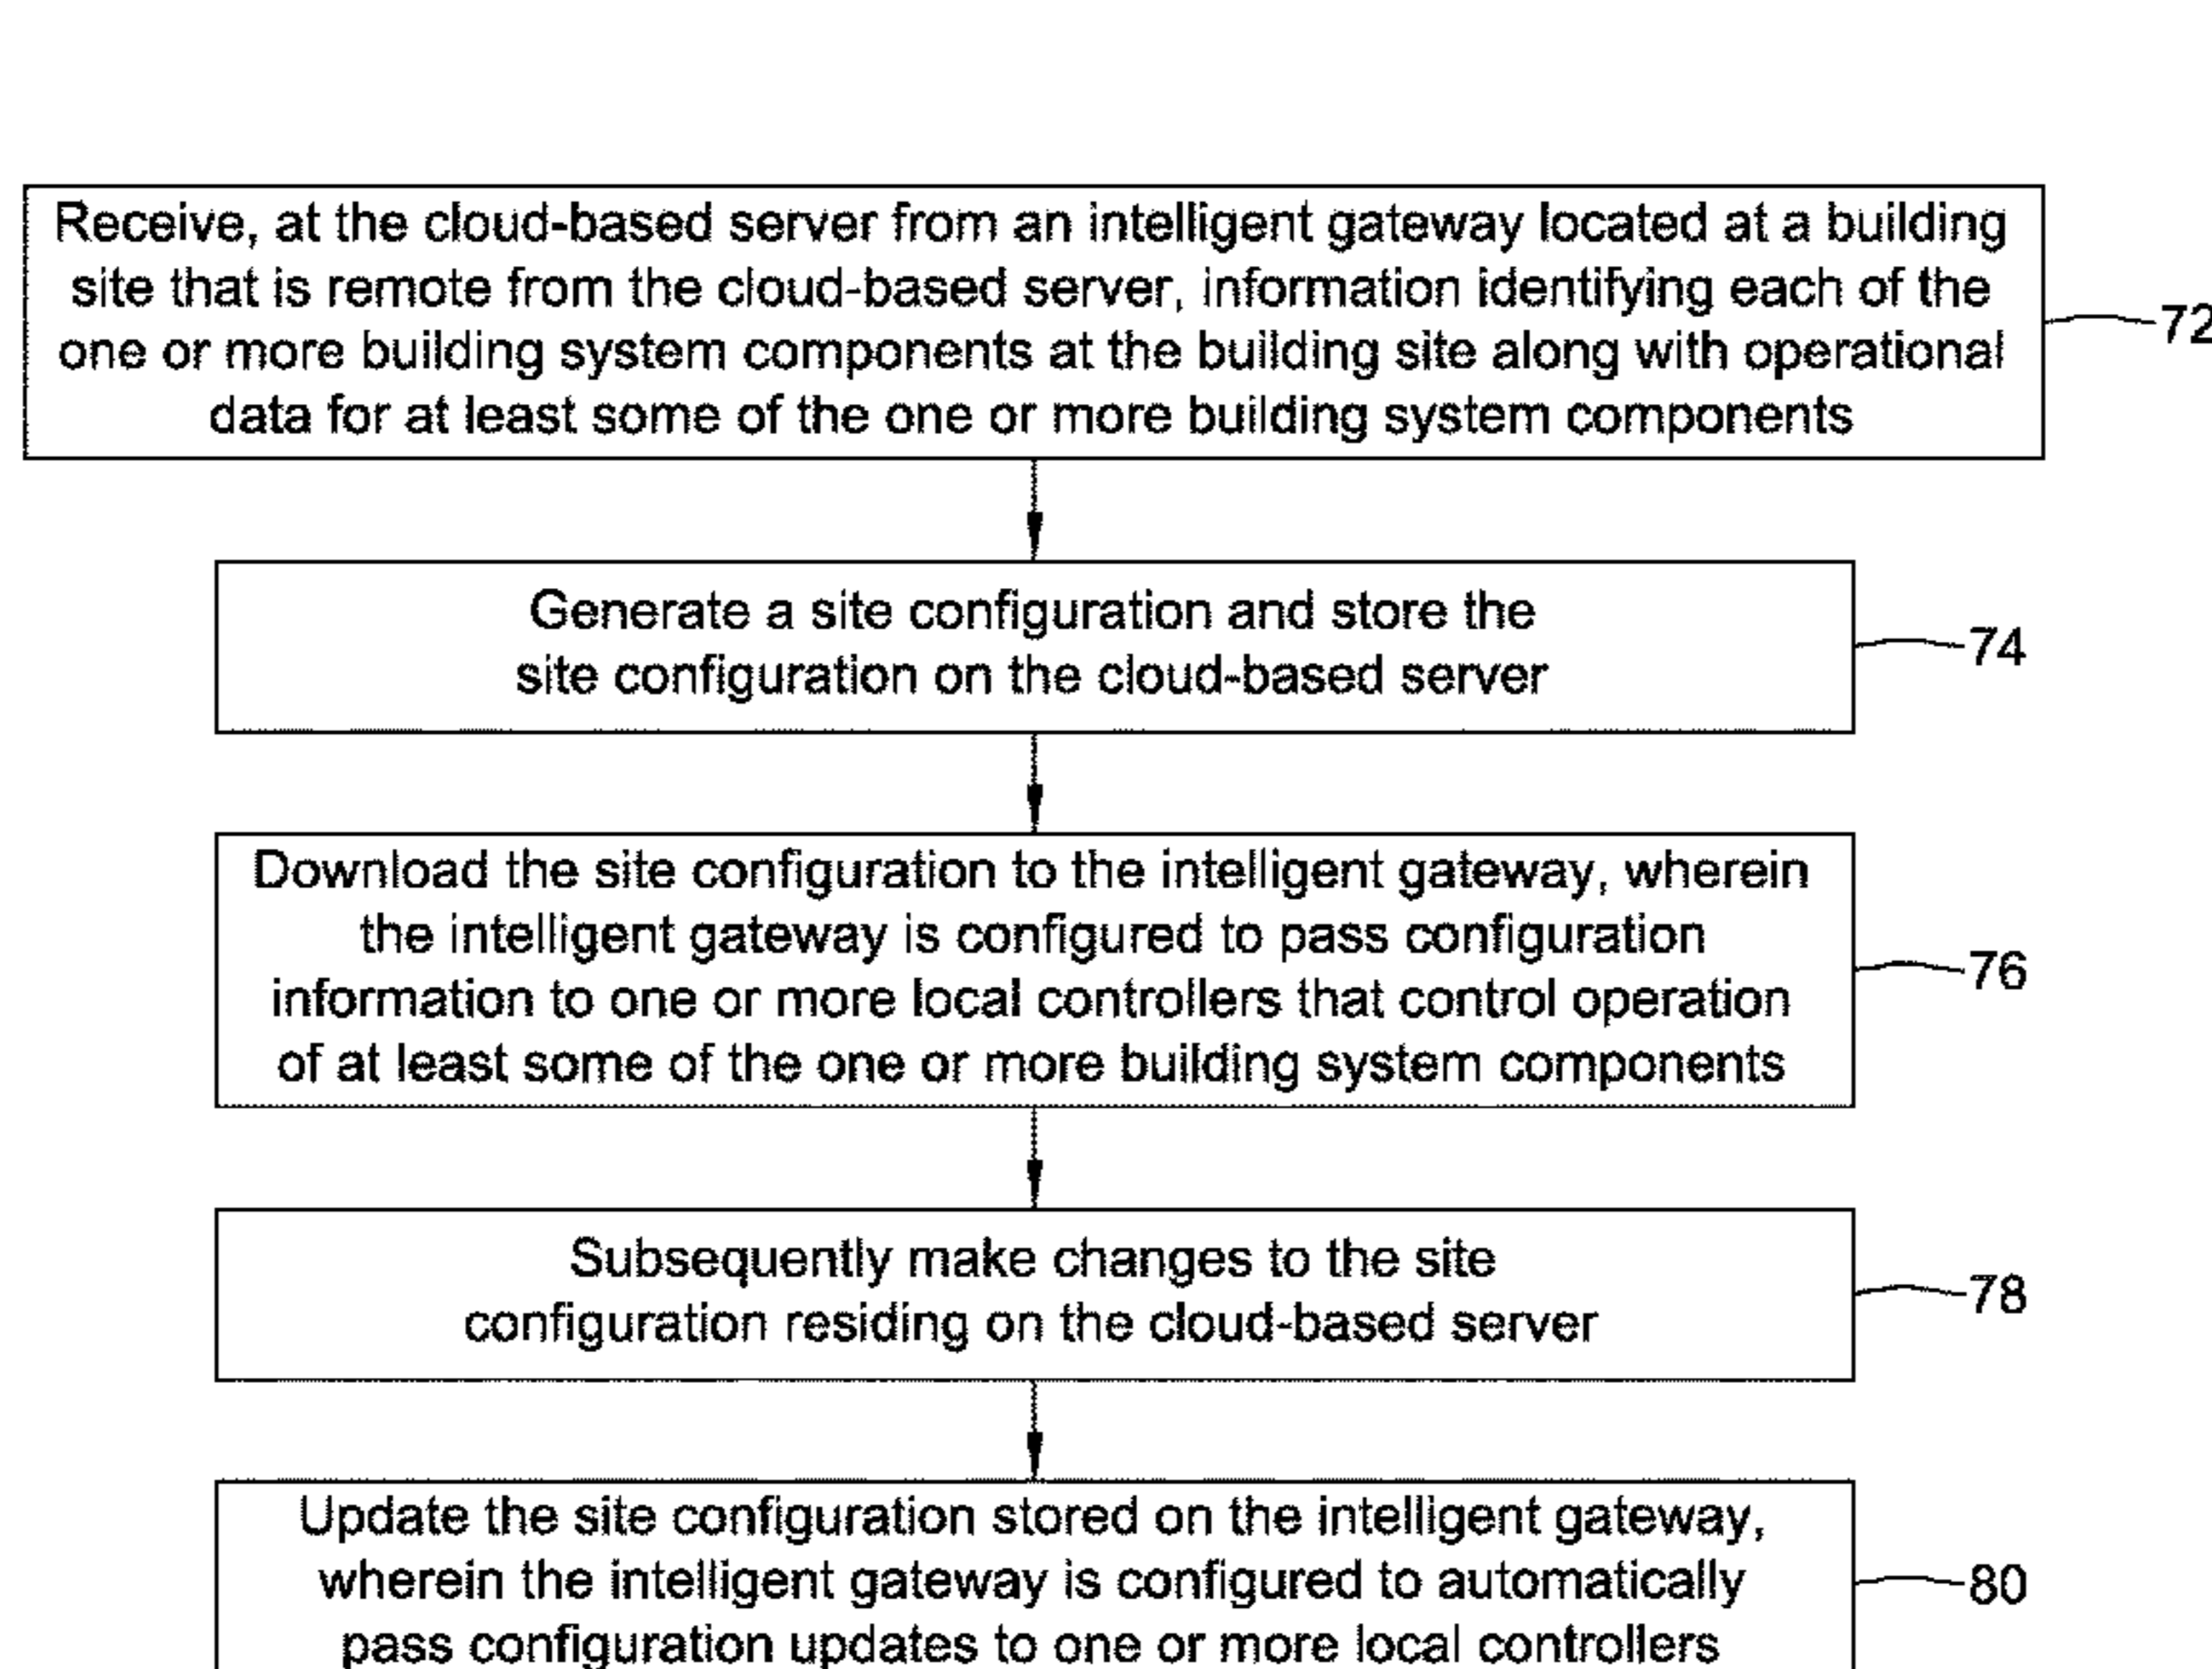 Receive, at the cloud-based server from an intelligent gateway located at a building
site that is remote from the cloud-based server, information identifying each of the
one or more building system components at the building site along with operational
data for at least some of the one or more building system components
72
Generate a site configuration and store the
site configuration on the cloud-based server
74
Download the site configuration to the intelligent gateway, wherein
the intelligent gateway is configured to pass configuration
information to one or more local controllers that control operation
of at least some of the one or more building system components
76
Subsequently make changes to the site
configuration residing on the cloud-based server
78
Update the site configuration stored on the intelligent gateway,
wherein the intelligent gateway is configured to automatically
pass configuration updates to one or more local controllers
80